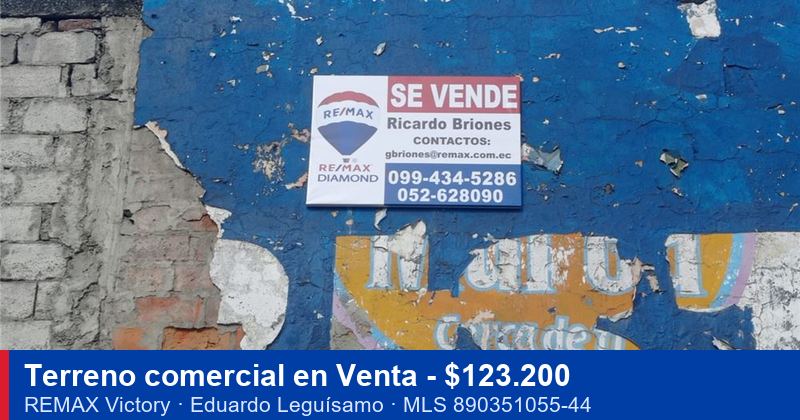 SE VENDE
RE/MAX
Ricardo Briones
CONTACTOS:
gbriones@remax.com.ec
RE/MAX
DIAMOND
099-434-5286
052-628090
Terreno comercial en Venta - $123.200
REMAX Victory · Eduardo Leguísamo · MLS 890351055-44